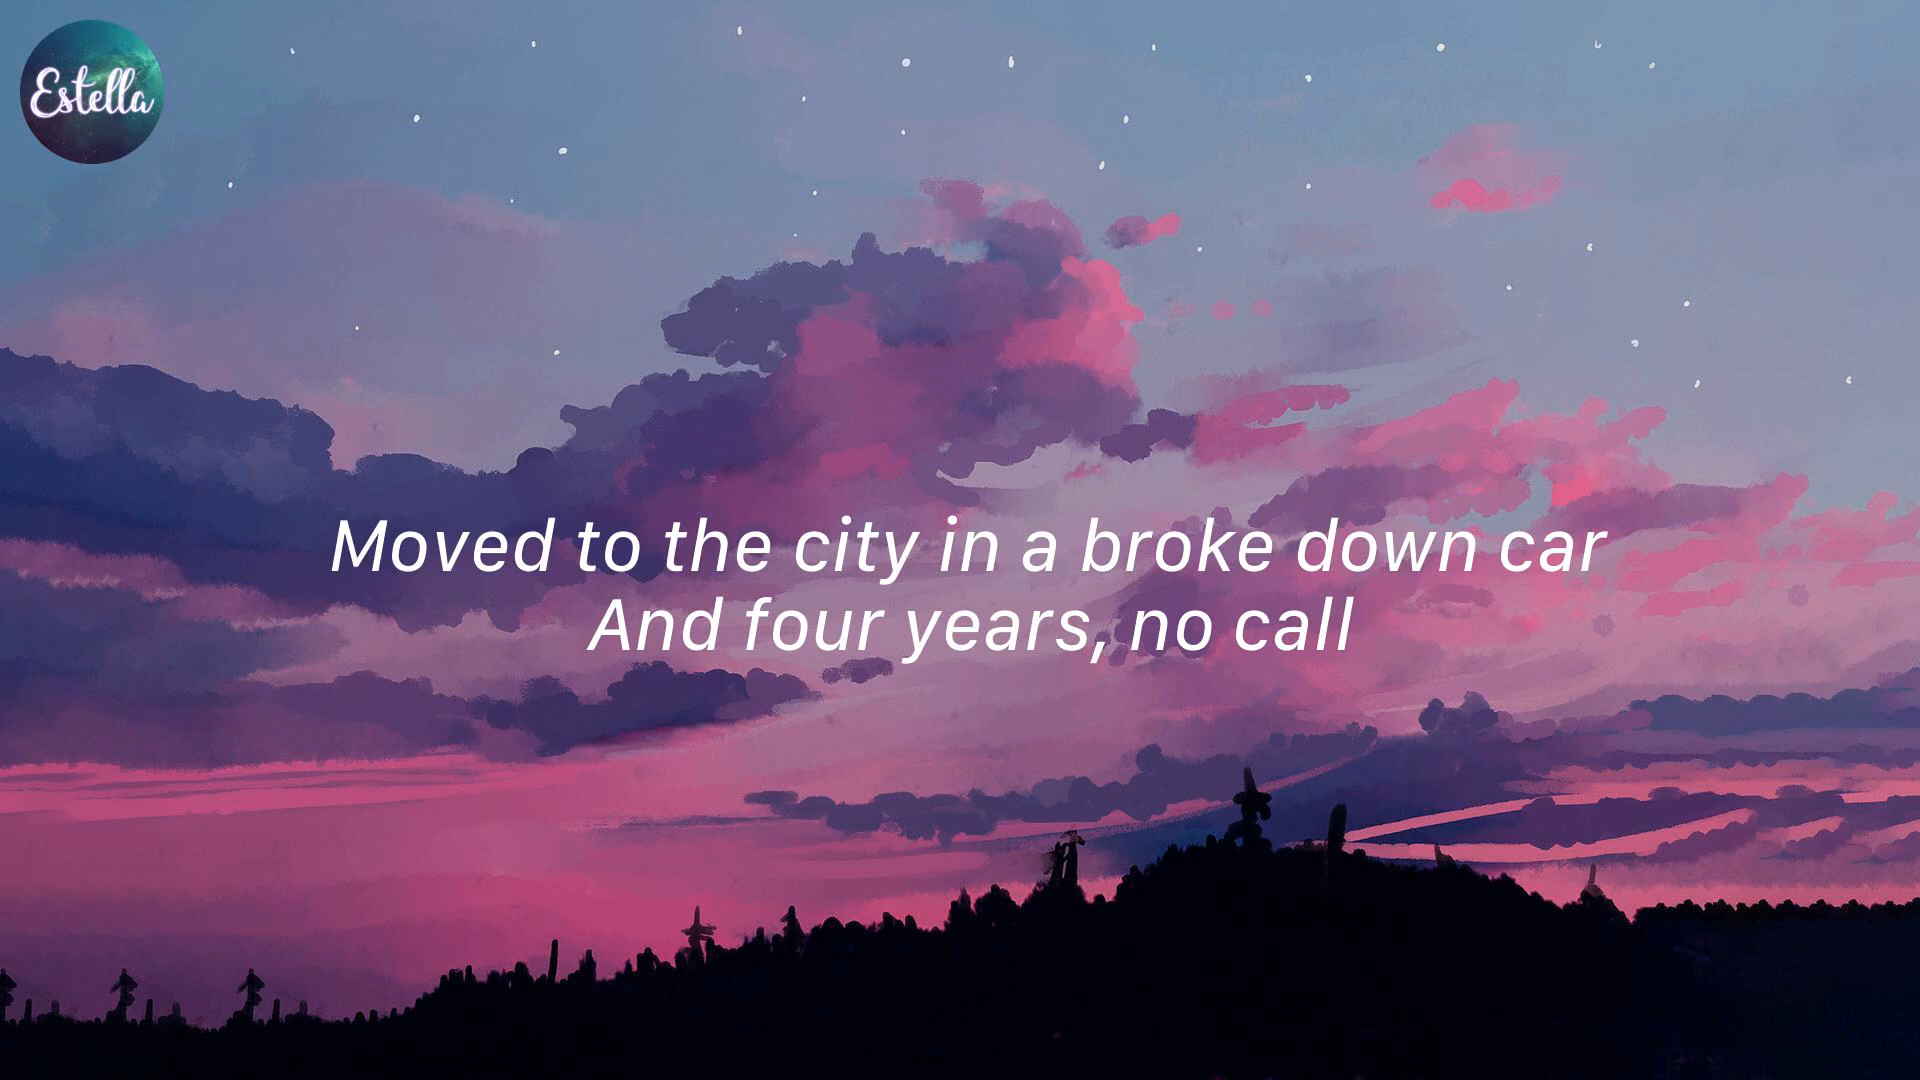 Estella
Moved to the city in a broke down car
And four years, no call